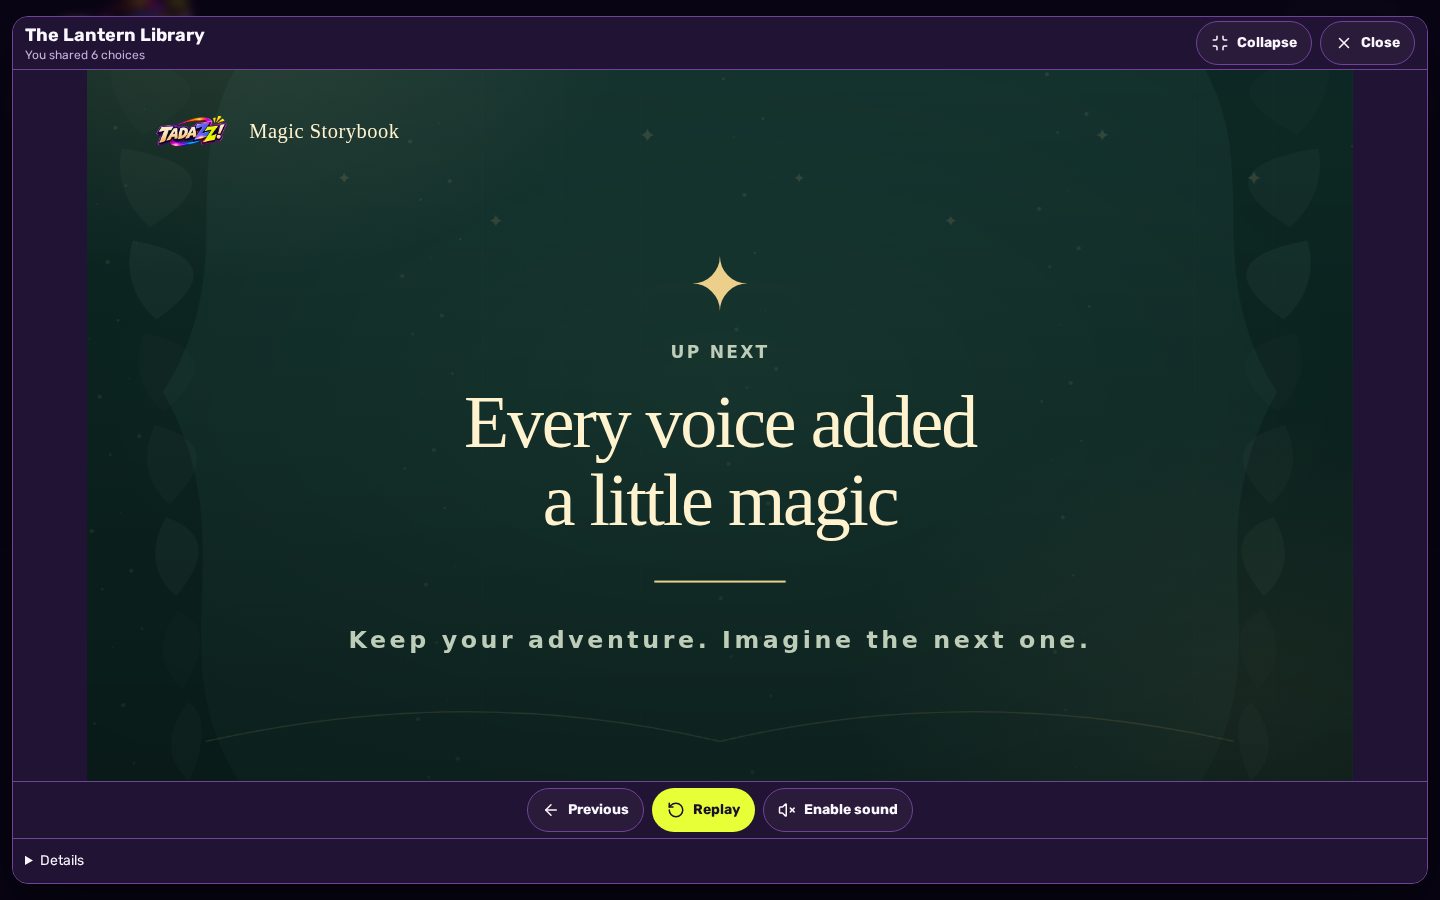 The Lantern Library
You shared 6 choices
Collapse
Close
TADAZZ!
Magic Storybook
UP NEXT
Every voice added
a little magic
Keep your adventure. Imagine the next one.
Previous
Replay
Enable sound
Details